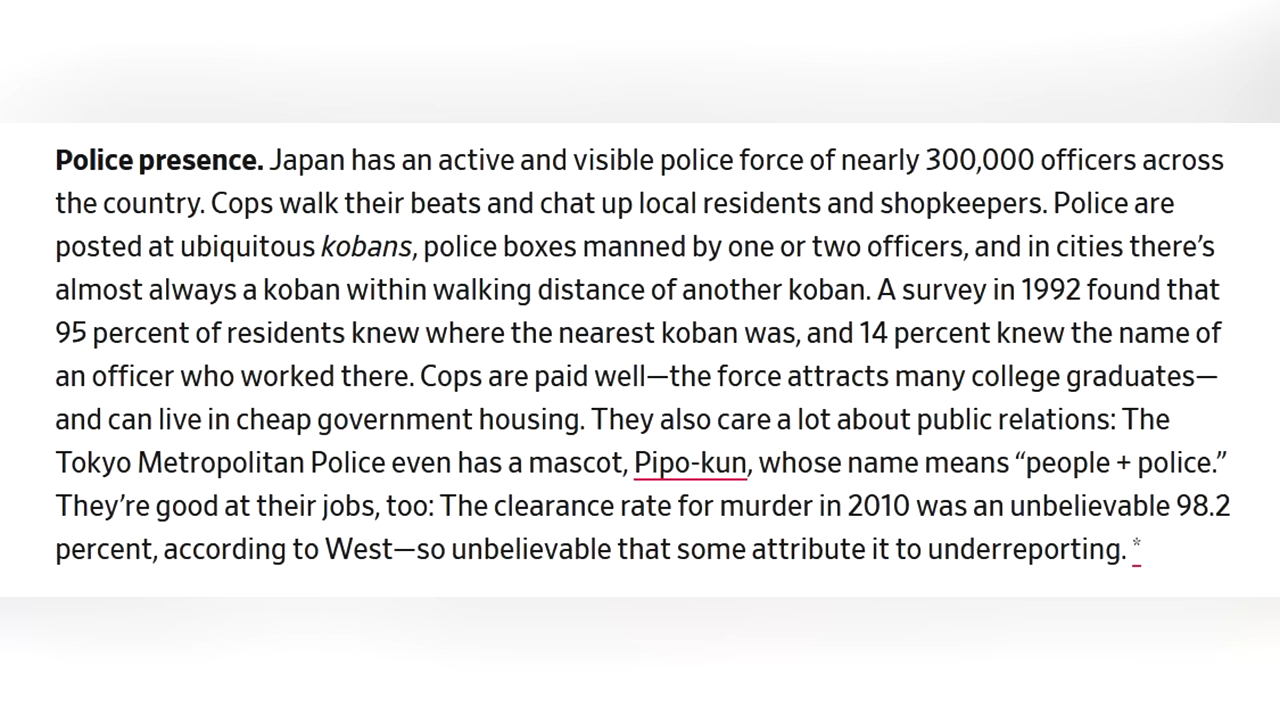 Police presence. Japan has an active and visible police force of nearly 300,000 officers across
the country. Cops walk their beats and chat up local residents and shopkeepers. Police are
posted at ubiquitous kobans, police boxes manned by one or two officers, and in cities there’s
almost always a koban within walking distance of another koban. A survey in 1992 found that
95 percent of residents knew where the nearest koban was, and 14 percent knew the name of
an officer who worked there. Cops are paid well—the force attracts many college graduates—
and can live in cheap government housing. They also care a lot about public relations: The
Tokyo Metropolitan Police even has a mascot, Pipo-kun, whose name means “people + police.”
They’re good at their jobs, too: The clearance rate for murder in 2010 was an unbelievable 98.2
percent, according to West—so unbelievable that some attribute it to underreporting. *